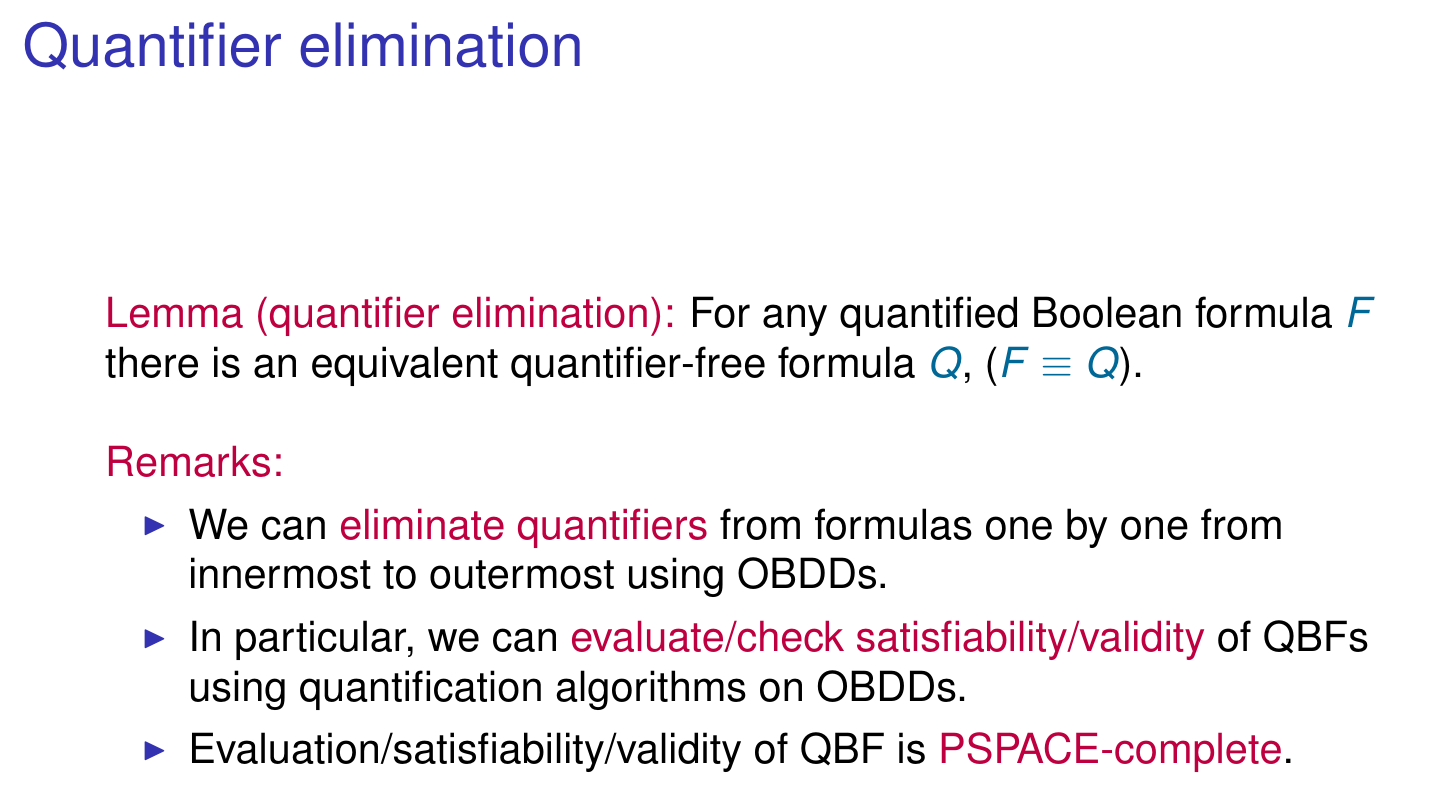 Quantifier elimination
Lemma (quantifier elimination): For any quantified Boolean formula F
there is an equivalent quantifier-free formula Q, (F ≡ Q).
Remarks:
▶ We can eliminate quantifiers from formulas one by one from
innermost to outermost using OBDDs.
▶ In particular, we can evaluate/check satisfiability/validity of QBFs
using quantification algorithms on OBDDs.
▶ Evaluation/satisfiability/validity of QBF is PSPACE-complete.